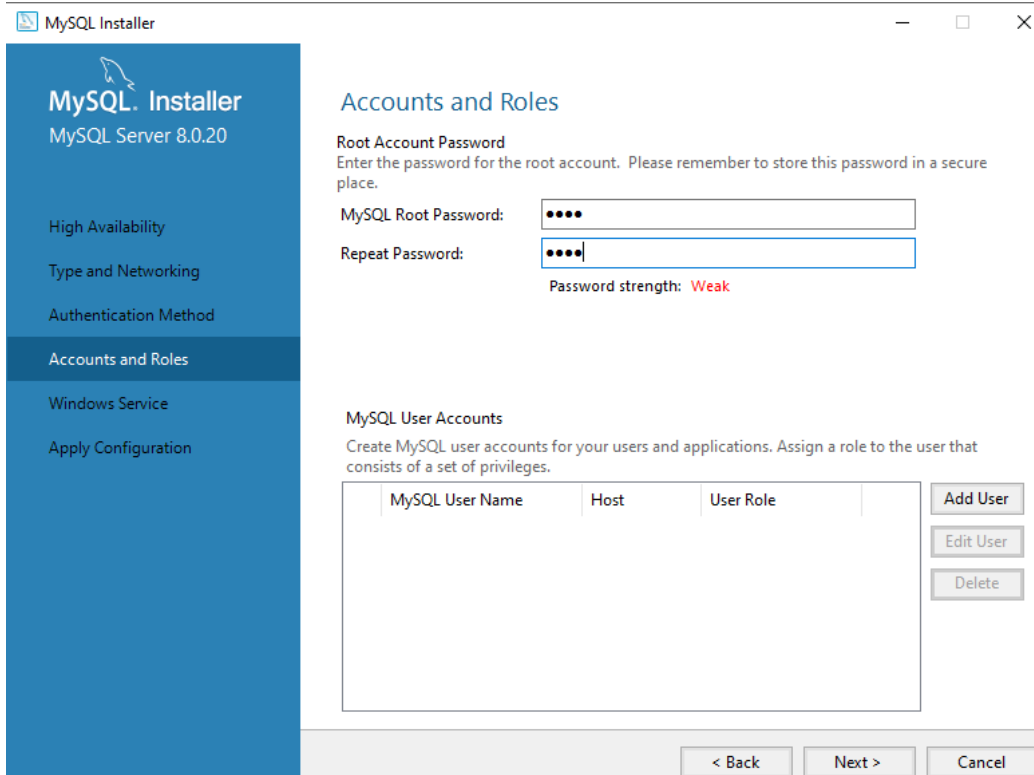 MySQL Installer
MySQL. Installer
MySQL Server 8.0.20
High Availability
Type and Networking
Authentication Method
Accounts and Roles
Windows Service
Apply Configuration
Accounts and Roles
Root Account Password
Enter the password for the root account.  Please remember to store this password in a secure
place.
MySQL Root Password: ●●●●
Repeat Password: ●●●●
Password strength: Weak
MySQL User Accounts
Create MySQL user accounts for your users and applications. Assign a role to the user that
consists of a set of privileges.
MySQL User Name Host User Role
Add User
Edit User
Delete
< Back Next > Cancel